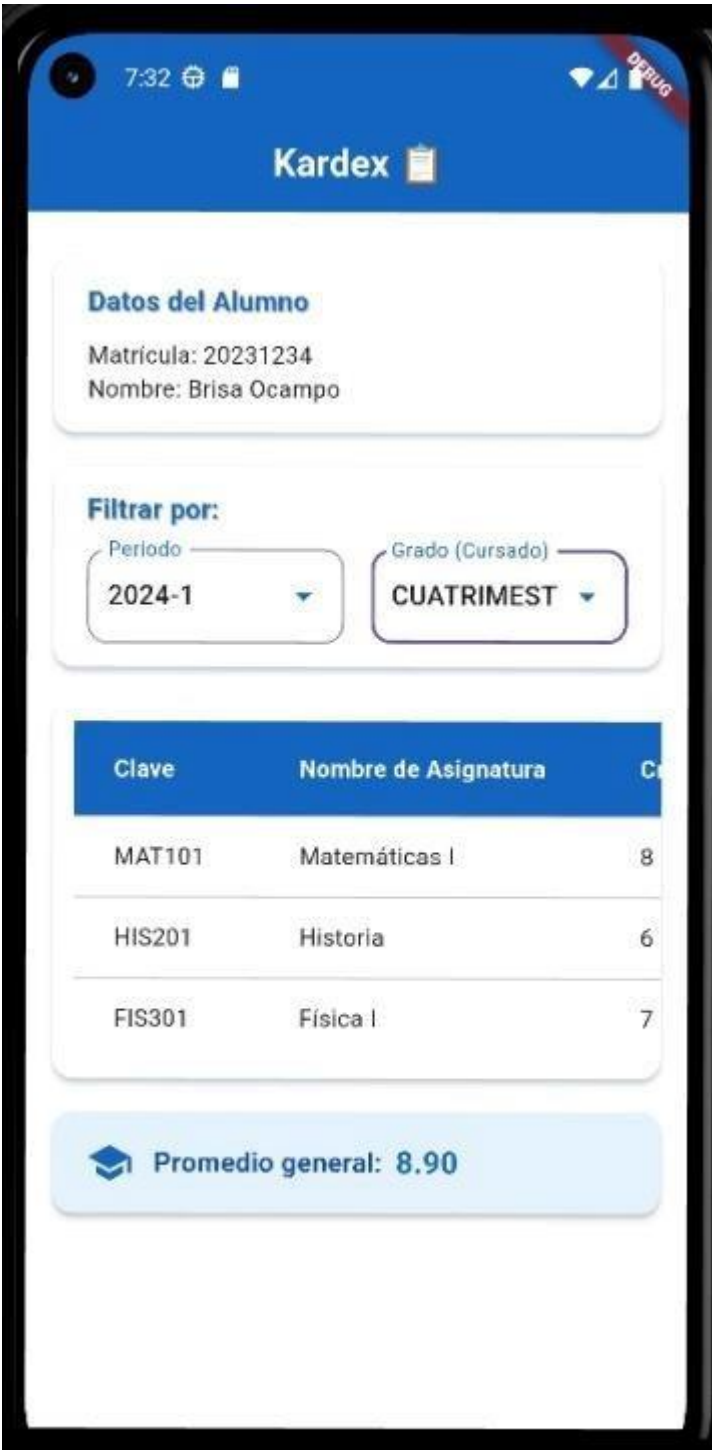 7:32
DEBUG
Kardex 📋
Datos del Alumno
Matrícula: 20231234
Nombre: Brisa Ocampo
Filtrar por:
Periodo Grado (Cursado)
2024-1 CUATRIMEST
Clave Nombre de Asignatura
MAT101 Matemáticas I 8
HIS201 Historia 6
FIS301 Física I 7
Promedio general: 8.90